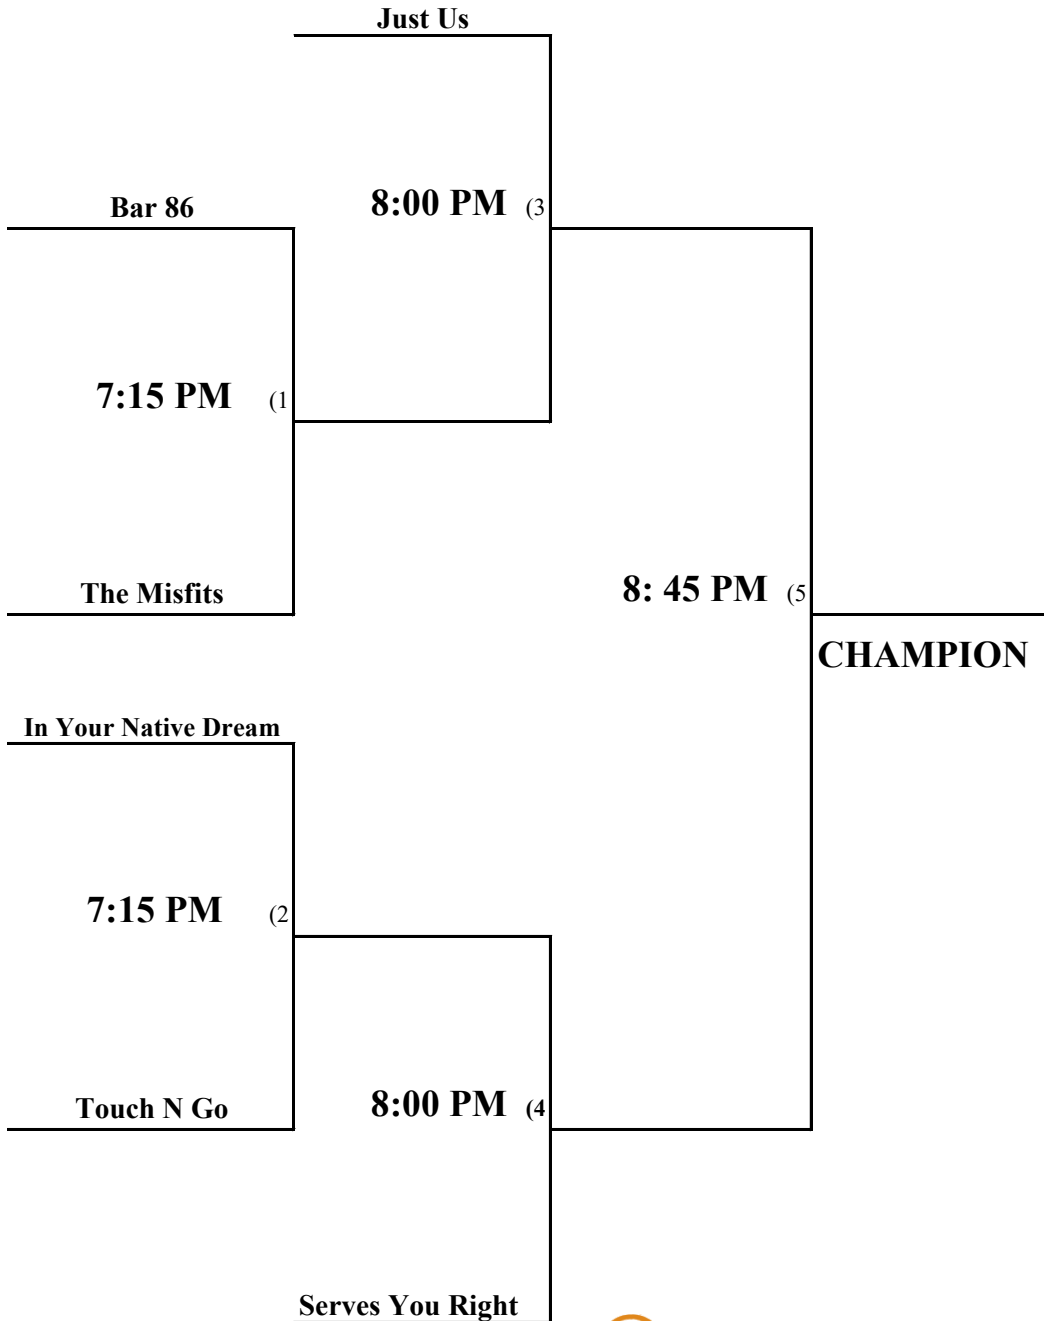 Just Us
8:00 PM (3
Bar 86
7:15 PM (1
The Misfits
8: 45 PM (5
CHAMPION
In Your Native Dream
7:15 PM (2
Touch N Go
8:00 PM (4
Serves You Right